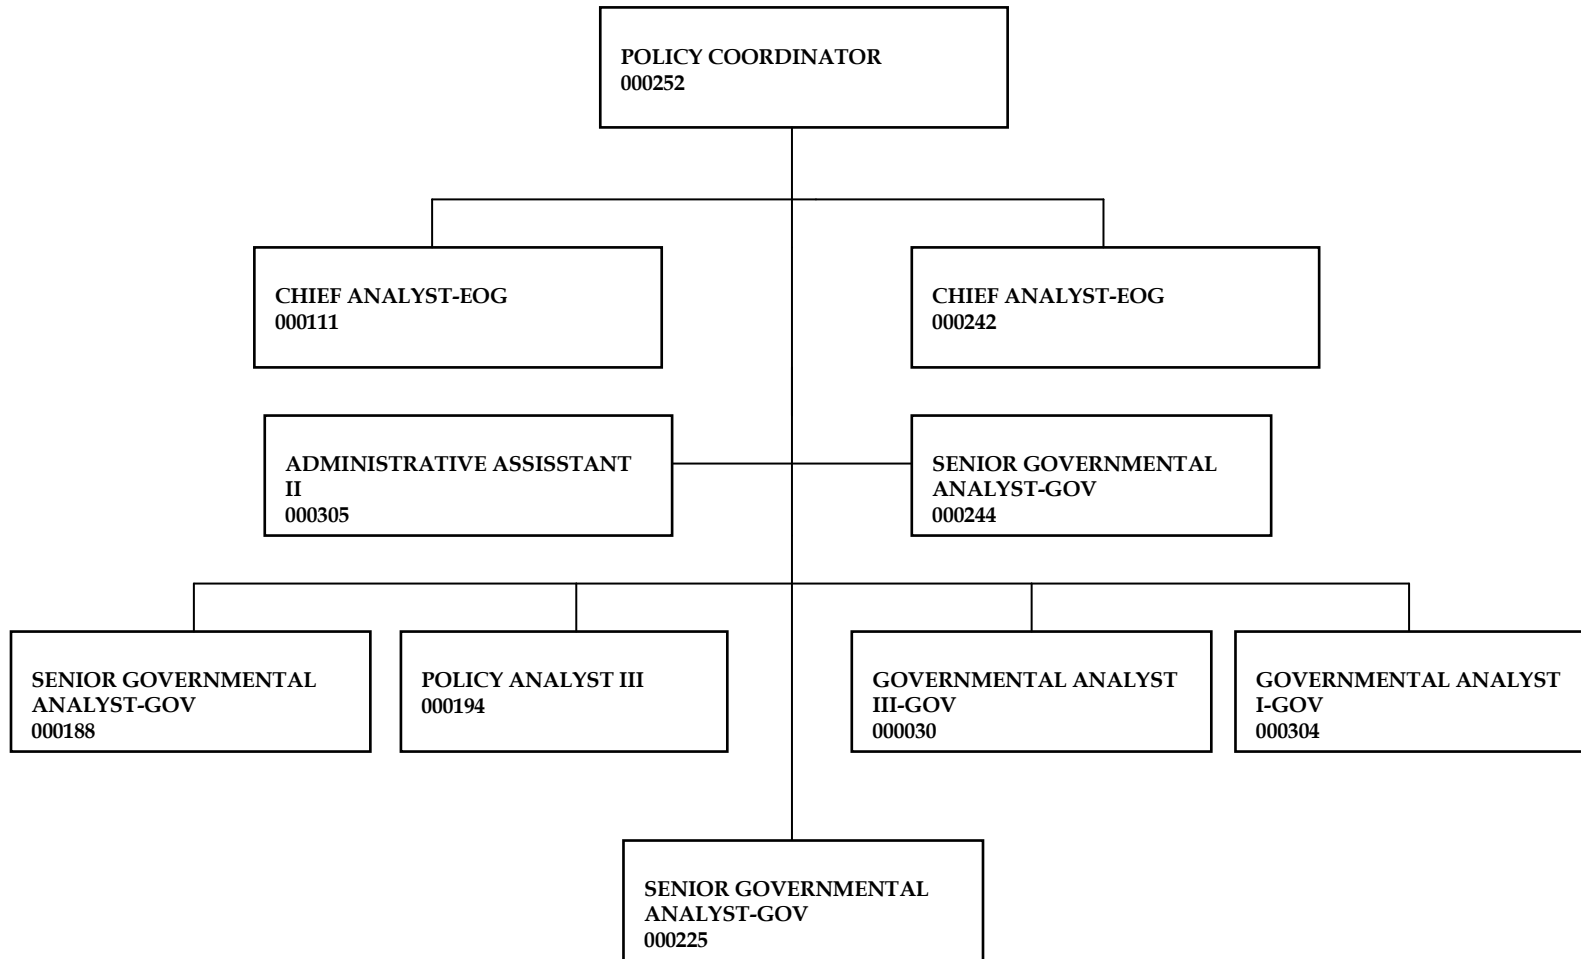 POLICY COORDINATOR
000252
CHIEF ANALYST-EOG
000111
CHIEF ANALYST-EOG
000242
ADMINISTRATIVE ASSISSTANT
II
000305
SENIOR GOVERNMENTAL
ANALYST-GOV
000244
SENIOR GOVERNMENTAL
ANALYST-GOV
000188
POLICY ANALYST III
000194
GOVERNMENTAL ANALYST
III-GOV
000030
GOVERNMENTAL ANALYST
I-GOV
000304
SENIOR GOVERNMENTAL
ANALYST-GOV
000225